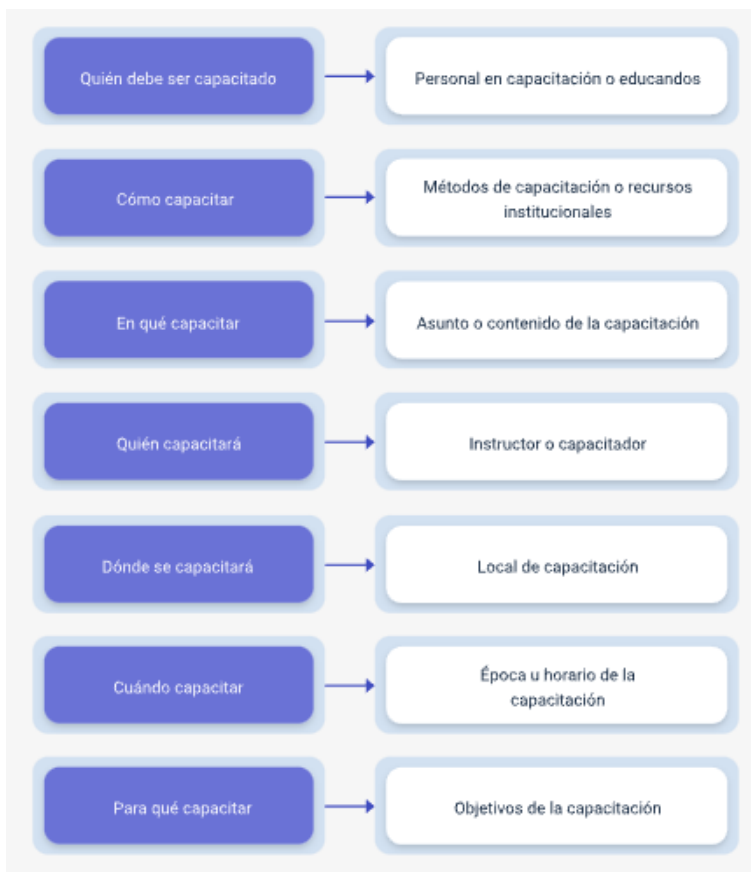 Quién debe ser capacitado
Personal en capacitación o educandos
Cómo capacitar
Métodos de capacitación o recursos
institucionales
En qué capacitar
Asunto o contenido de la capacitación
Quién capacitará
Instructor o capacitador
Dónde se capacitará
Local de capacitación
Cuándo capacitar
Época u horario de la
capacitación
Para qué capacitar
Objetivos de la capacitación